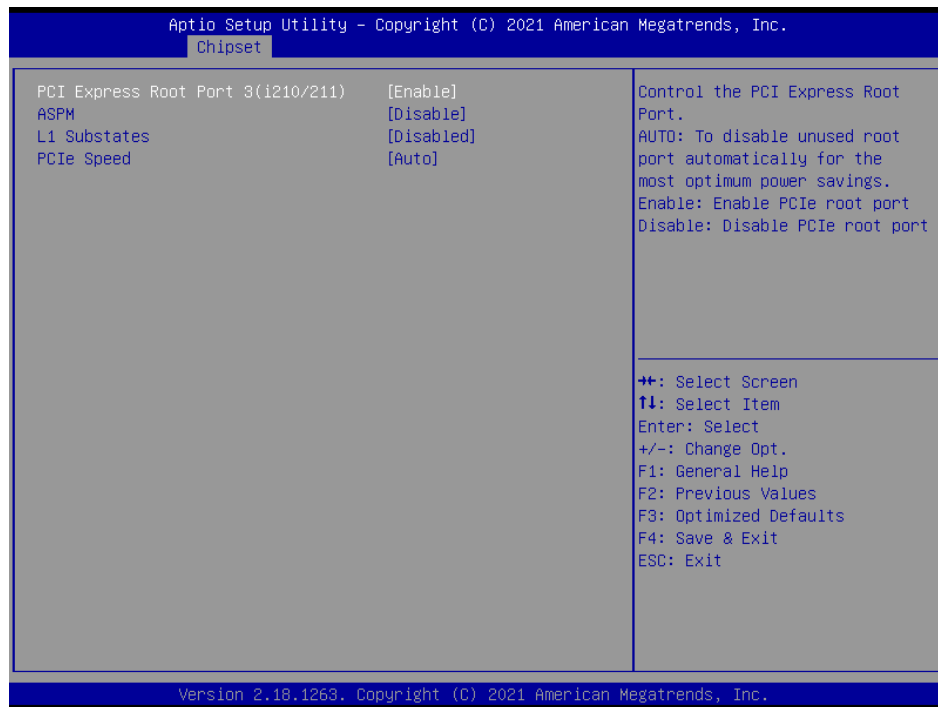 Aptio Setup Utility – Copyright (C) 2021 American Megatrends, Inc.
Chipset
PCI Express Root Port 3(i210/211) [Enable]
ASPM [Disable]
L1 Substates [Disabled]
PCIe Speed [Auto]
Control the PCI Express Root
Port.
AUTO: To disable unused root
port automatically for the
most optimum power savings.
Enable: Enable PCIe root port
Disable: Disable PCIe root port
→←: Select Screen
↑↓: Select Item
Enter: Select
+/-: Change Opt.
F1: General Help
F2: Previous Values
F3: Optimized Defaults
F4: Save & Exit
ESC: Exit
Version 2.18.1263. Copyright (C) 2021 American Megatrends, Inc.